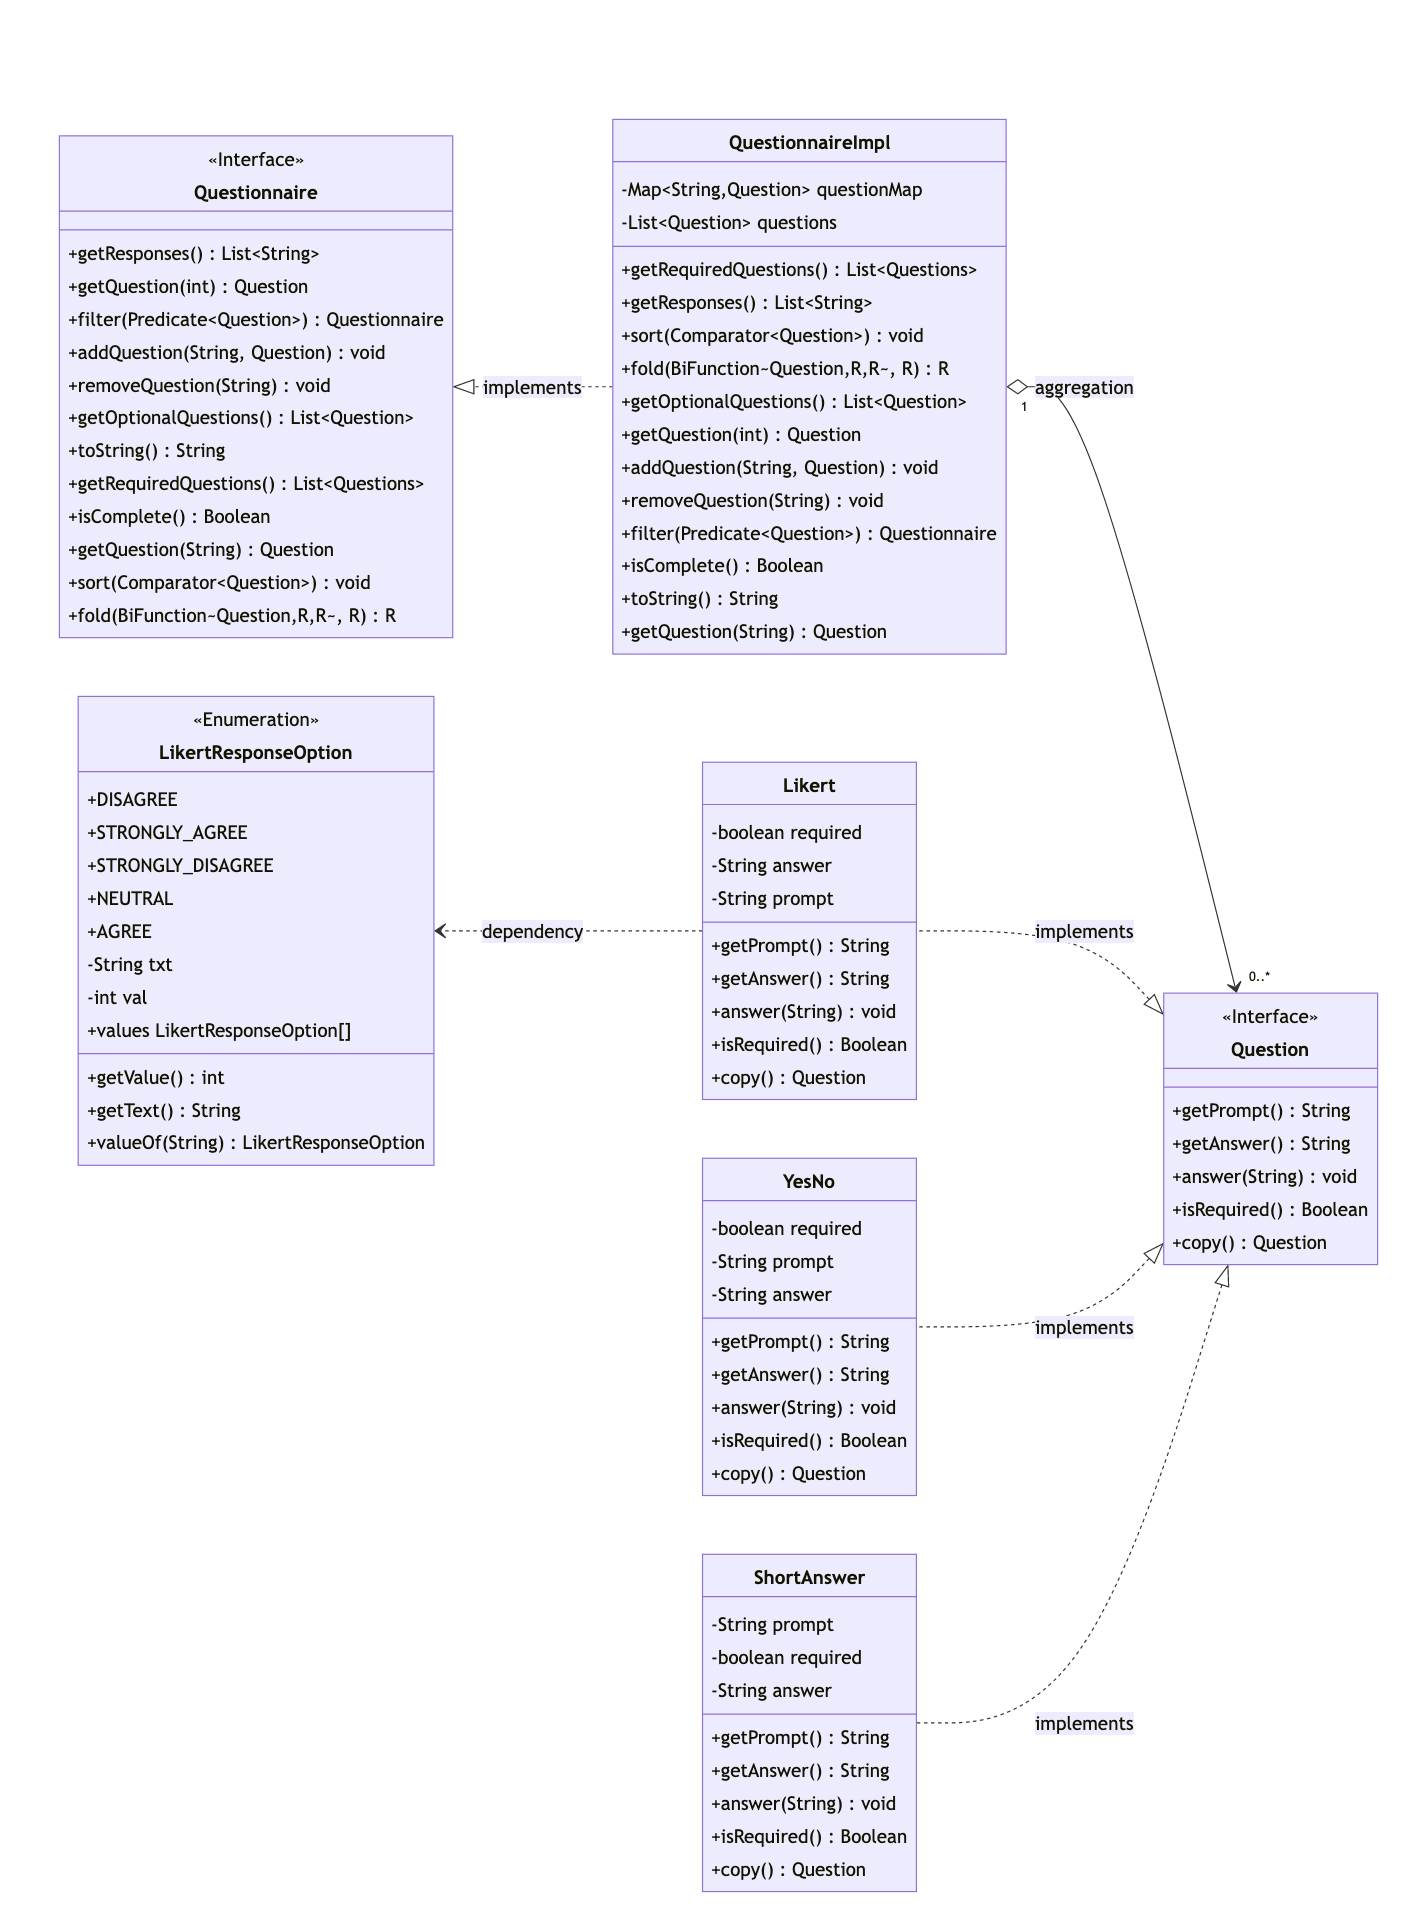 «Interface»
Questionnaire
+getResponses() : List<String>
+getQuestion(int) : Question
+filter(Predicate<Question>) : Questionnaire
+addQuestion(String, Question) : void
+removeQuestion(String) : void
+getOptionalQuestions() : List<Question>
+toString() : String
+getRequiredQuestions() : List<Questions>
+isComplete() : Boolean
+getQuestion(String) : Question
+sort(Comparator<Question>) : void
+fold(BiFunction~Question,R,R~, R) : R
implements
QuestionnaireImpl
-Map<String,Question> questionMap
-List<Question> questions
+getRequiredQuestions() : List<Questions>
+getResponses() : List<String>
+sort(Comparator<Question>) : void
+fold(BiFunction~Question,R,R~, R) : R
+getOptionalQuestions() : List<Question>
+getQuestion(int) : Question
+addQuestion(String, Question) : void
+removeQuestion(String) : void
+filter(Predicate<Question>) : Questionnaire
+isComplete() : Boolean
+toString() : String
+getQuestion(String) : Question
aggregation
1
0..*
«Enumeration»
LikertResponseOption
+DISAGREE
+STRONGLY_AGREE
+STRONGLY_DISAGREE
+NEUTRAL
+AGREE
-String txt
-int val
+values LikertResponseOption[]
+getValue() : int
+getText() : String
+valueOf(String) : LikertResponseOption
dependency
Likert
-boolean required
-String answer
-String prompt
+getPrompt() : String
+getAnswer() : String
+answer(String) : void
+isRequired() : Boolean
+copy() : Question
implements
«Interface»
Question
+getPrompt() : String
+getAnswer() : String
+answer(String) : void
+isRequired() : Boolean
+copy() : Question
YesNo
-boolean required
-String prompt
-String answer
+getPrompt() : String
+getAnswer() : String
+answer(String) : void
+isRequired() : Boolean
+copy() : Question
implements
ShortAnswer
-String prompt
-boolean required
-String answer
+getPrompt() : String
+getAnswer() : String
+answer(String) : void
+isRequired() : Boolean
+copy() : Question
implements